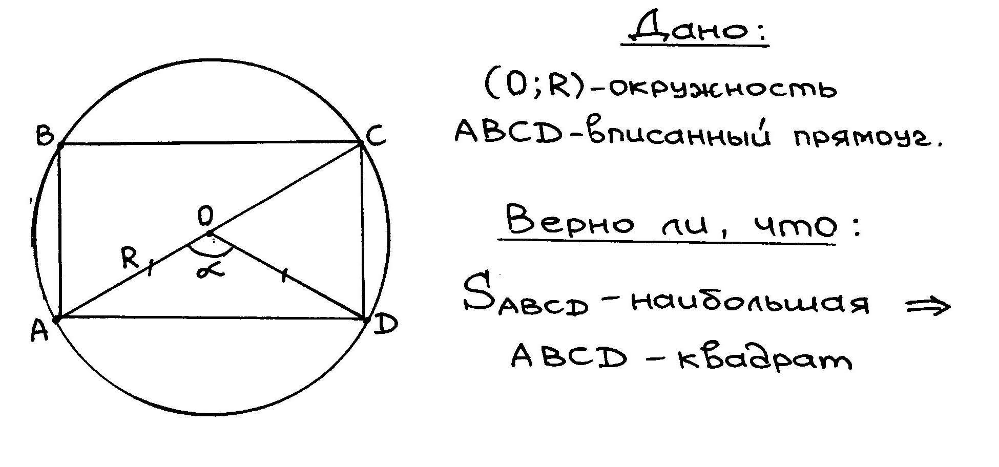 Дано:
(O;R)-окружность
ABCD-вписанный прямоуг.
Верно ли, что:
SABCD - наибольшая ⇒
ABCD - квадрат
B
C
O
R
α
A
D